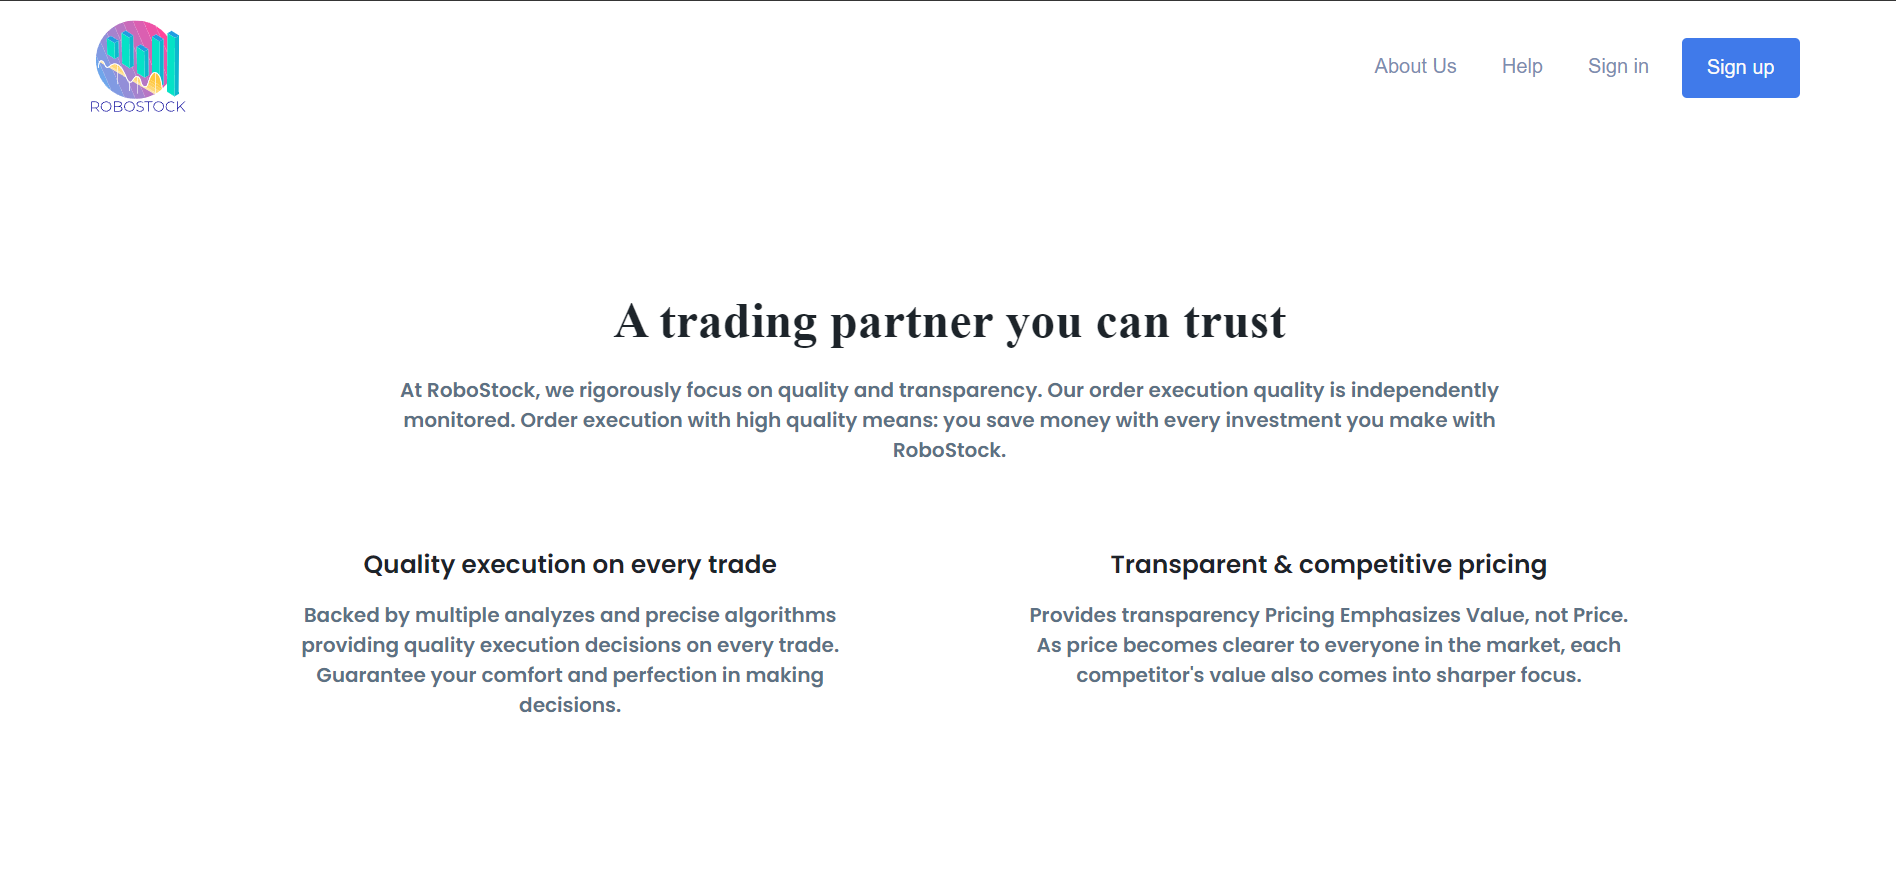 ROBOSTOCK
About Us Help Sign in Sign up
A trading partner you can trust
At RoboStock, we rigorously focus on quality and transparency. Our order execution quality is independently
monitored. Order execution with high quality means: you save money with every investment you make with
RoboStock.
Quality execution on every trade
Backed by multiple analyzes and precise algorithms
providing quality execution decisions on every trade.
Guarantee your comfort and perfection in making
decisions.
Transparent & competitive pricing
Provides transparency Pricing Emphasizes Value, not Price.
As price becomes clearer to everyone in the market, each
competitor's value also comes into sharper focus.